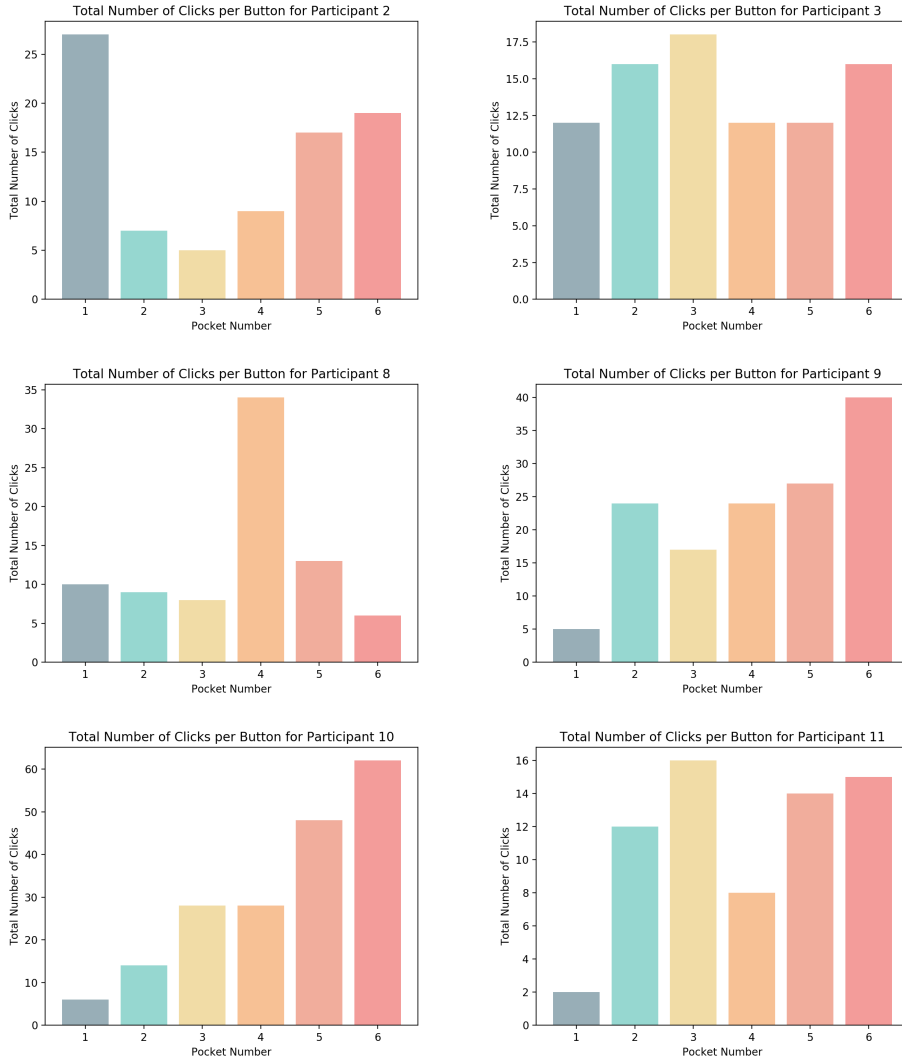 Total Number of Clicks per Button for Participant 2
Total Number of Clicks
25
20
15
10
5
0
1 2 3 4 5 6
Pocket Number
Total Number of Clicks per Button for Participant 3
Total Number of Clicks
17.5
15.0
12.5
10.0
7.5
5.0
2.5
0.0
1 2 3 4 5 6
Pocket Number
Total Number of Clicks per Button for Participant 8
Total Number of Clicks
35
30
25
20
15
10
5
0
1 2 3 4 5 6
Pocket Number
Total Number of Clicks per Button for Participant 9
Total Number of Clicks
40
35
30
25
20
15
10
5
0
1 2 3 4 5 6
Pocket Number
Total Number of Clicks per Button for Participant 10
Total Number of Clicks
60
50
40
30
20
10
0
1 2 3 4 5 6
Pocket Number
Total Number of Clicks per Button for Participant 11
Total Number of Clicks
16
14
12
10
8
6
4
2
0
1 2 3 4 5 6
Pocket Number